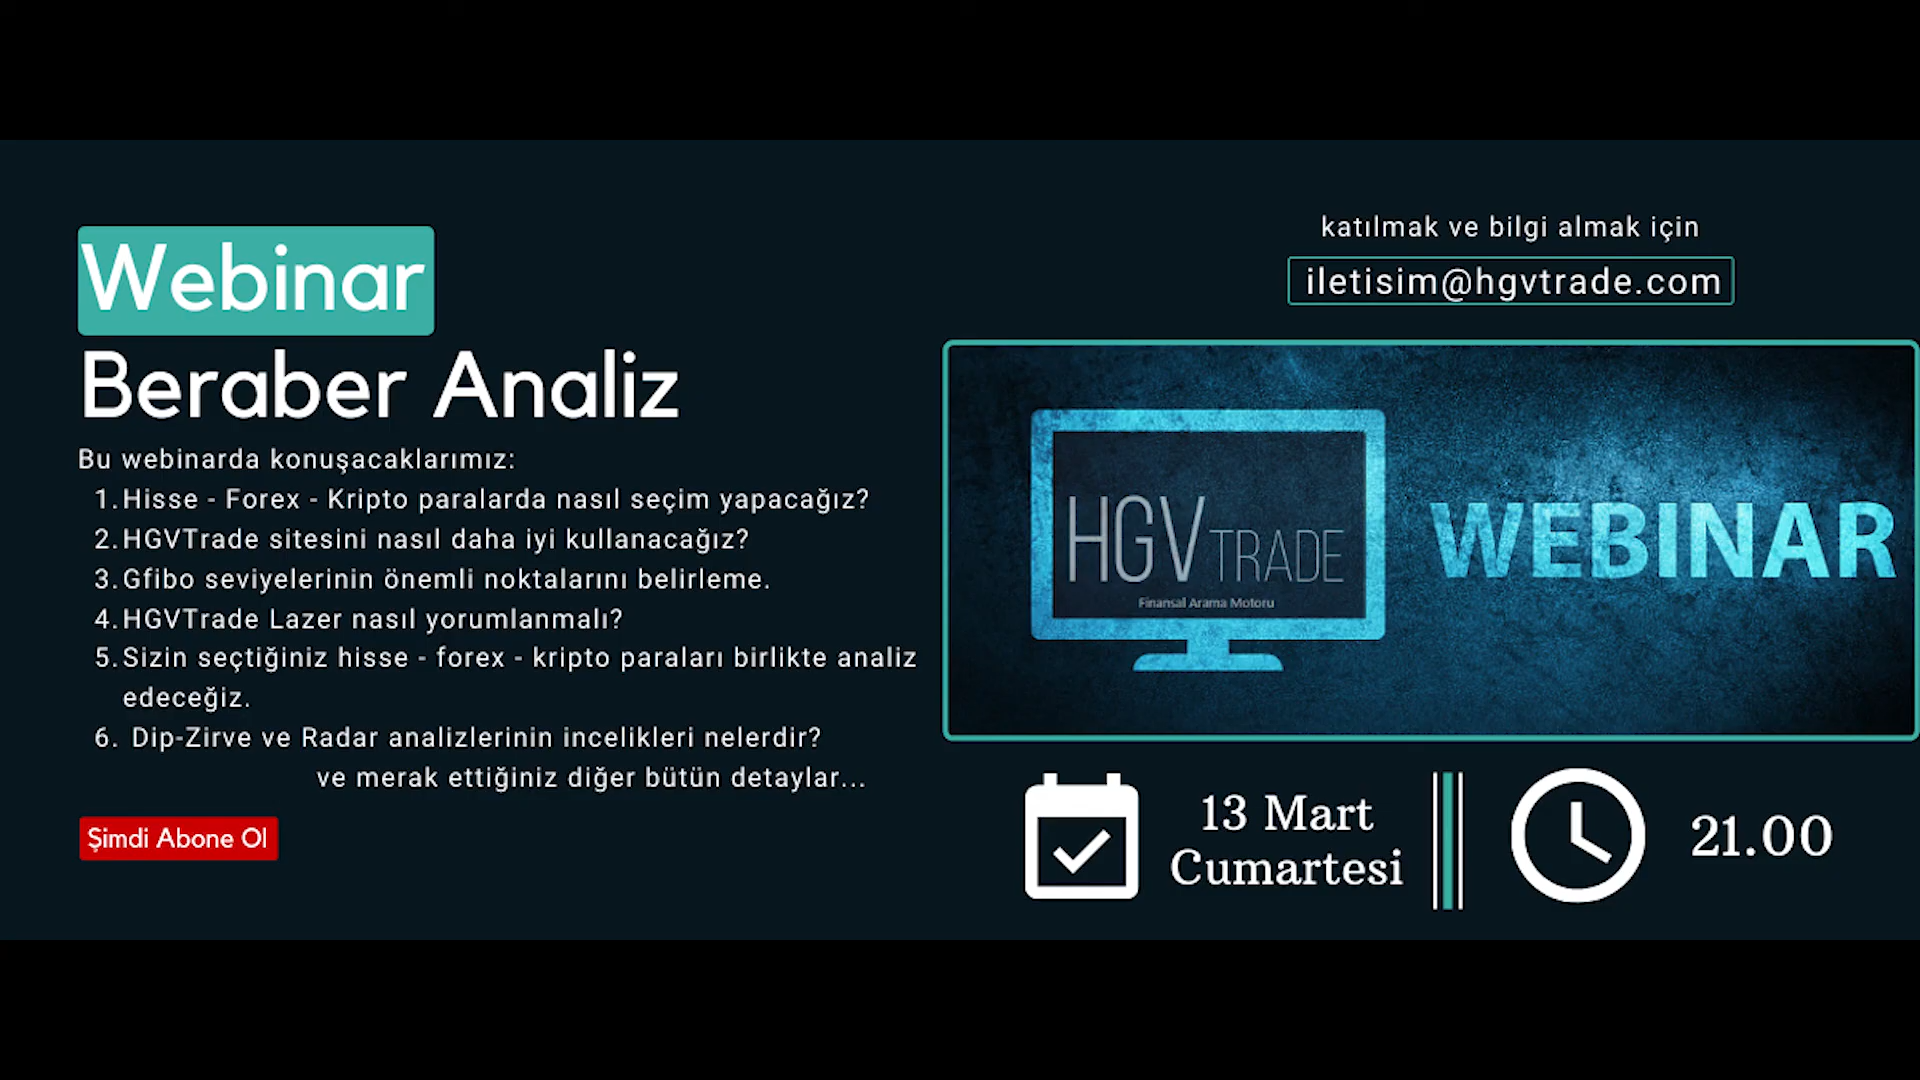 Webinar
Beraber Analiz
Bu webinarda konuşacaklarımız:
1. Hisse - Forex - Kripto paralarda nasıl seçim yapacağız?
2. HGVTrade sitesini nasıl daha iyi kullanacağız?
3. Gfibo seviyelerinin önemli noktalarını belirleme.
4. HGVTrade Lazer nasıl yorumlanmalı?
5. Sizin seçtiğiniz hisse - forex - kripto paraları birlikte analiz
edeceğiz.
6. Dip-Zirve ve Radar analizlerinin incelikleri nelerdir?
ve merak ettiğiniz diğer bütün detaylar...
Şimdi Abone Ol
katılmak ve bilgi almak için
iletisim@hgvtrade.com
HGV TRADE
Finansal Arama Motoru
WEBINAR
13 Mart
Cumartesi
21.00